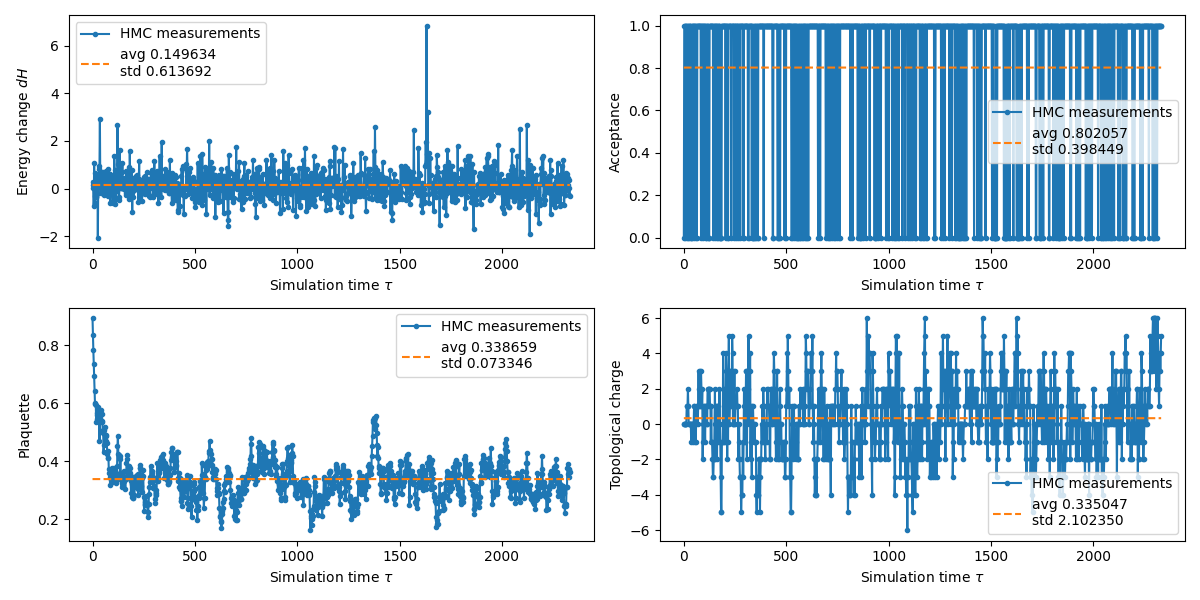 HMC measurements
avg 0.149634
std 0.613692
Energy change dH
6
4
2
0
−2
0
500
1000
1500
2000
Simulation time τ
HMC measurements
avg 0.802057
std 0.398449
Acceptance
1.0
0.8
0.6
0.4
0.2
0.0
0
500
1000
1500
2000
Simulation time τ
HMC measurements
avg 0.338659
std 0.073346
Plaquette
0.8
0.6
0.4
0.2
0
500
1000
1500
2000
Simulation time τ
HMC measurements
avg 0.335047
std 2.102350
Topological charge
6
4
2
0
−2
−4
−6
0
500
1000
1500
2000
Simulation time τ